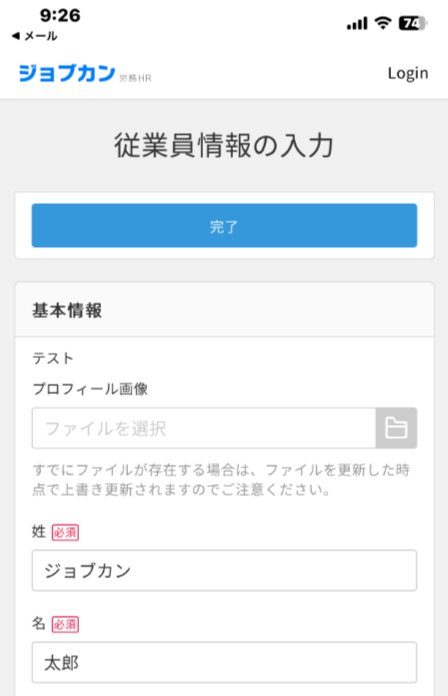 9:26
74
◀ メール
ジョブカン 労務HR
Login
従業員情報の入力
完了
基本情報
テスト
プロフィール画像
ファイルを選択
すでにファイルが存在する場合は、ファイルを更新した時
点で上書き更新されますのでご注意ください。
姓 必須
ジョブカン
名 必須
太郎